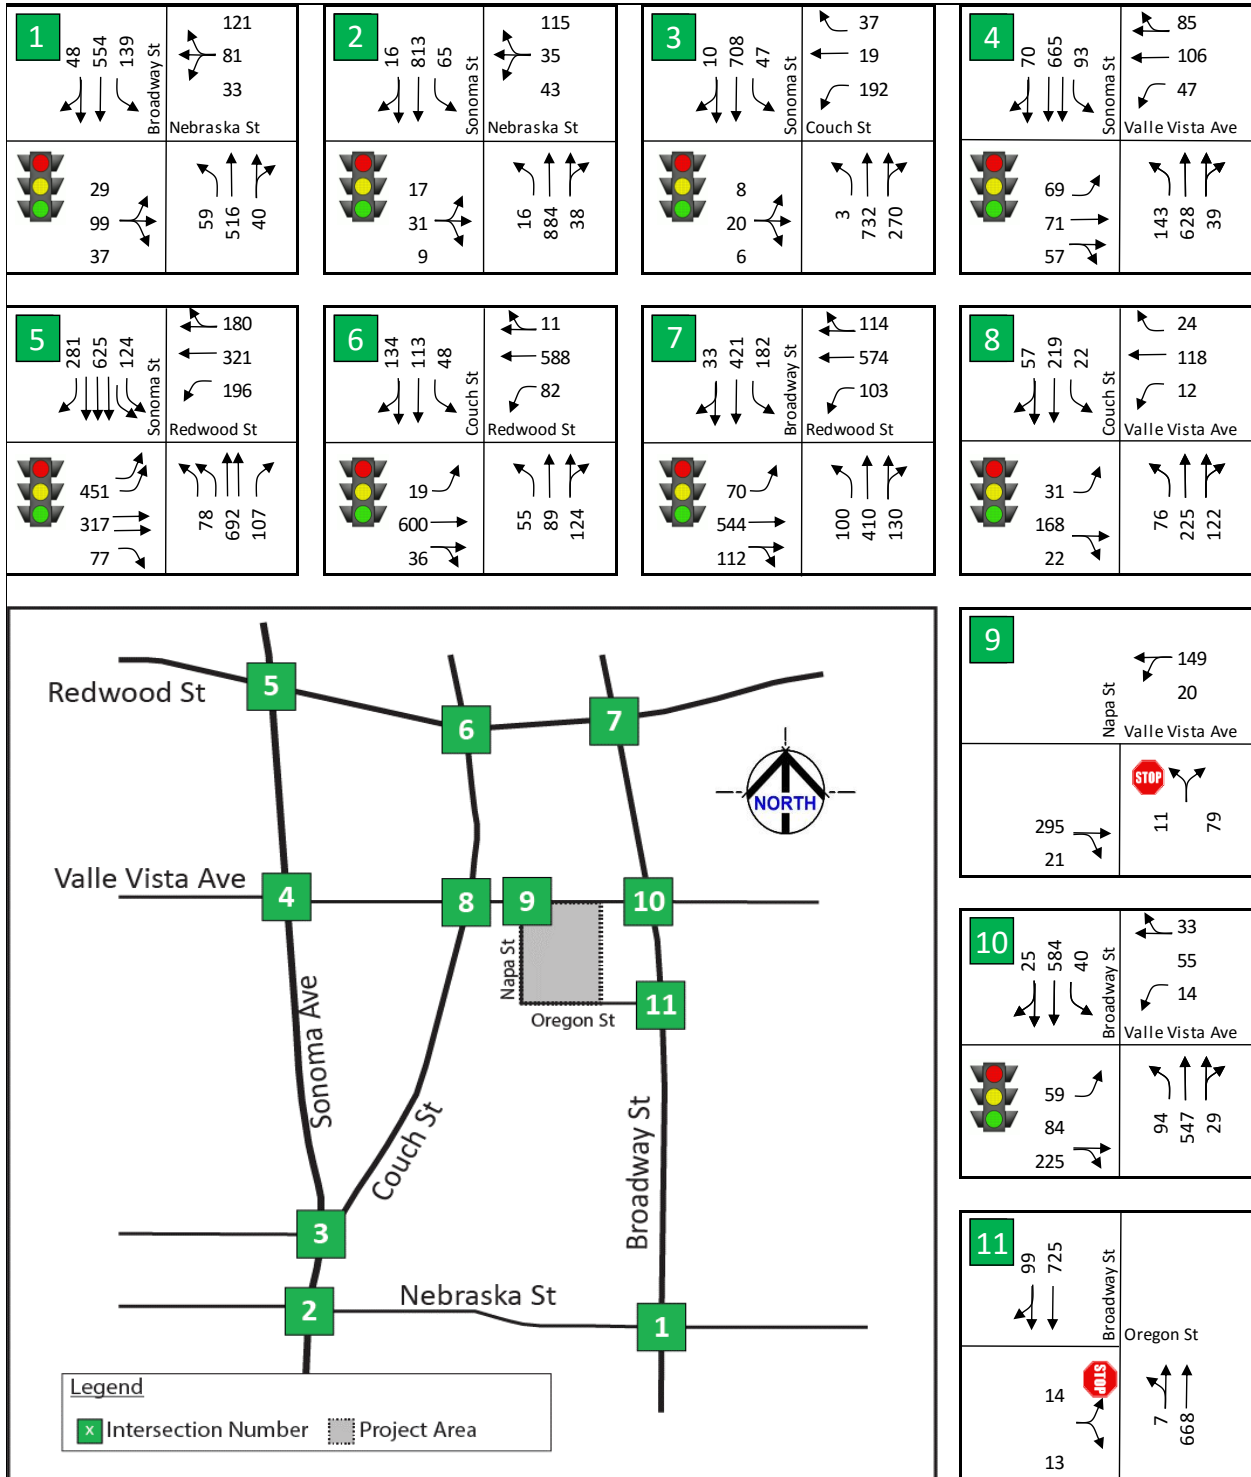 1
48 554 139
Broadway St
121
81
33
Nebraska St
29
99
37
59 516 40
2
16 813 65
Sonoma St
115
35
43
Nebraska St
17
31
9
16 884 38
3
10 708 47
Sonoma St
37
19
192
Couch St
8
20
6
3 732 270
4
70 665 93
Sonoma St
85
106
47
Valle Vista Ave
69
71
57
143 628 39
5
281 625 124
Sonoma St
180
321
196
Redwood St
451
317
77
78 692 107
6
134 113 48
Couch St
11
588
82
Redwood St
19
600
36
55 89 124
7
33 421 182
Broadway St
114
574
103
Redwood St
70
544
112
100 410 130
8
57 219 22
Couch St
24
118
12
Valle Vista Ave
31
168
22
76 225 122
Redwood St
5
6
7
NORTH
Valle Vista Ave
4
8
9
10
Napa St
Oregon St
11
Sonoma Ave
Couch St
Broadway St
3
2
Nebraska St
1
Legend
x Intersection Number
Project Area
9
Napa St
149
20
Valle Vista Ave
295
21
STOP
11 79
10
25 584 40
Broadway St
33
55
14
Valle Vista Ave
59
84
225
94 547 29
11
99 725
Broadway St
Oregon St
14
13
STOP
7 668